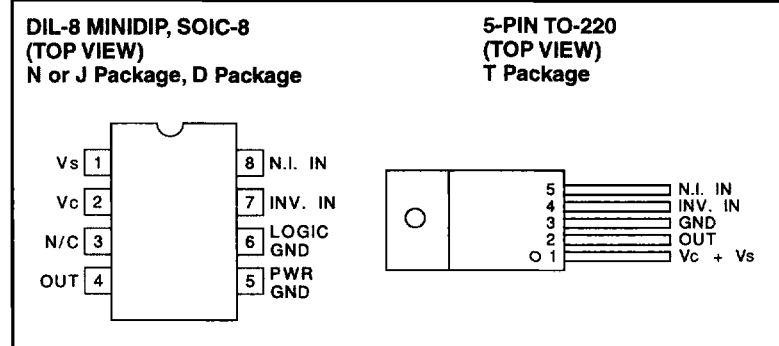 DIL-8 MINIDIP, SOIC-8
(TOP VIEW)
N or J Package, D Package
Vs 1
Vc 2
N/C 3
OUT 4
8 N.I. IN
7 INV. IN
6 LOGIC
GND
5 PWR
GND
5-PIN TO-220
(TOP VIEW)
T Package
5 N.I. IN
4 INV. IN
3 GND
2 OUT
1 Vc + Vs